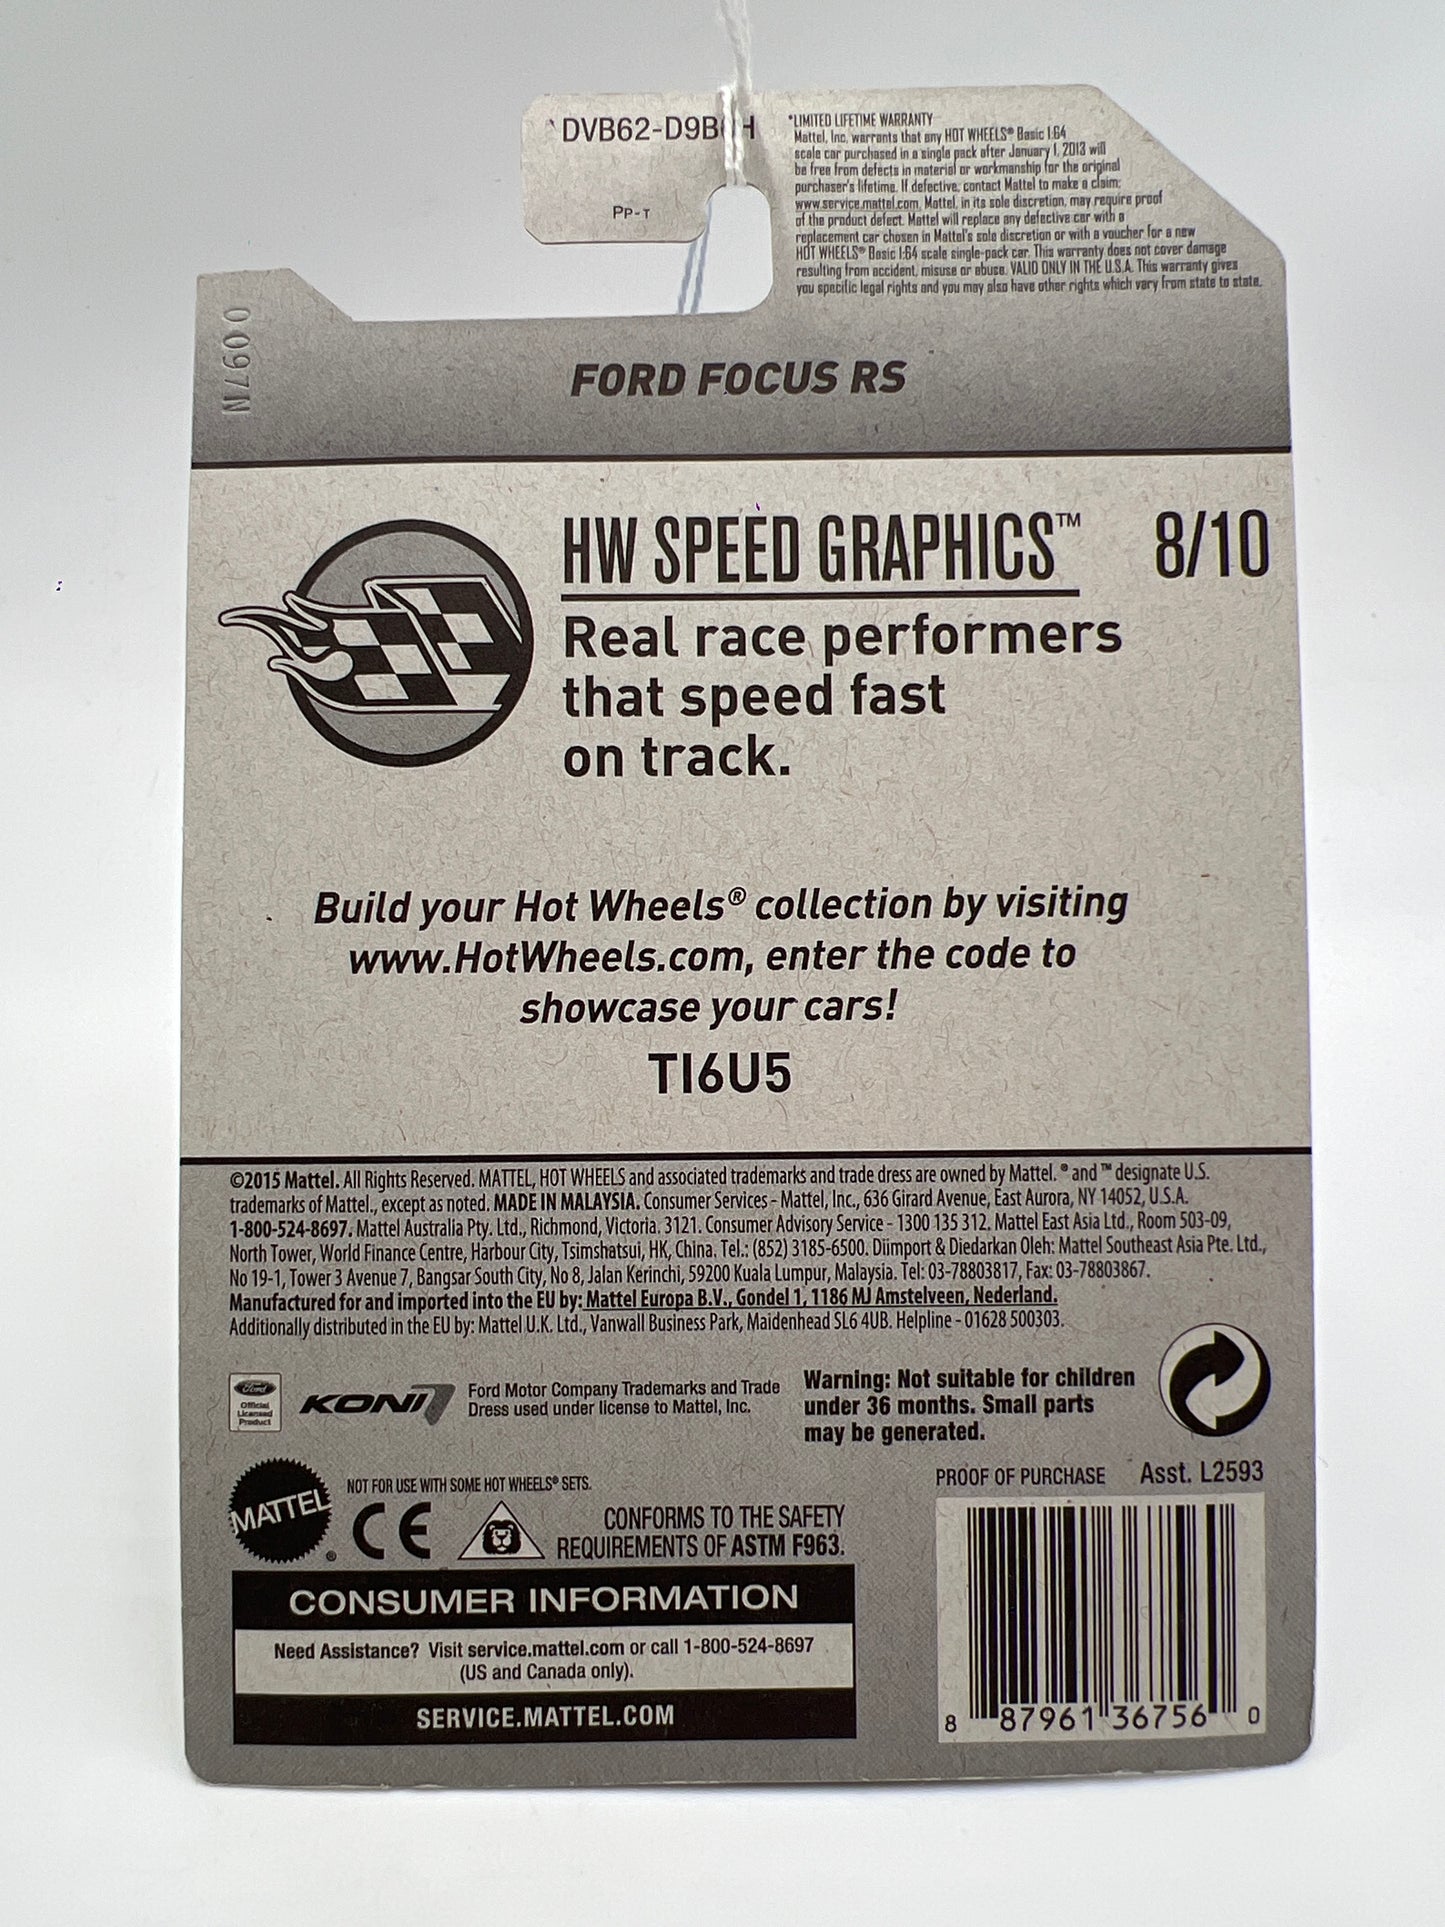 DVB62-D9B H
PP-T
*LIMITED LIFETIME WARRANTY
Mattel, Inc. warrants that any HOT WHEELS® Basic 1:64
scale car purchased in a single pack after January 1, 2013 will
be free from defects in material or workmanship for the original
purchaser's lifetime. If defective, contact Mattel to make a claim:
www.service.mattel.com. Mattel, in its sole discretion, may require proof
of the product defect. Mattel will replace any defective car with a
replacement car chosen in Mattel's sole discretion or with a voucher for a new
HOT WHEELS® Basic 1:64 scale single-pack car. This warranty does not cover damage
resulting from accident, misuse or abuse. VALID ONLY IN THE U.S.A. This warranty gives
you specific legal rights and you may also have other rights which vary from state to state.
0 097 N
FORD FOCUS RS
HW SPEED GRAPHICS™ 8/10
Real race performers
that speed fast
on track.
Build your Hot Wheels® collection by visiting
www.HotWheels.com, enter the code to
showcase your cars!
TI6U5
©2015 Mattel. All Rights Reserved. MATTEL, HOT WHEELS and associated trademarks and trade dress are owned by Mattel. ® and ™ designate U.S.
trademarks of Mattel., except as noted. MADE IN MALAYSIA. Consumer Services - Mattel, Inc., 636 Girard Avenue, East Aurora, NY 14052, U.S.A.
1-800-524-8697. Mattel Australia Pty. Ltd., Richmond, Victoria. 3121. Consumer Advisory Service - 1300 135 312. Mattel East Asia Ltd., Room 503-09,
North Tower, World Finance Centre, Harbour City, Tsimshatsui, HK, China. Tel.: (852) 3185-6500. Diimport & Diedarkan Oleh: Mattel Southeast Asia Pte. Ltd.,
No 19-1, Tower 3 Avenue 7, Bangsar South City, No 8, Jalan Kerinchi, 59200 Kuala Lumpur, Malaysia. Tel: 03-78803817, Fax: 03-78803867.
Manufactured for and imported into the EU by: Mattel Europa B.V., Gondel 1, 1186 MJ Amstelveen, Nederland.
Additionally distributed in the EU by: Mattel U.K. Ltd., Vanwall Business Park, Maidenhead SL6 4UB. Helpline - 01628 500303.
Ford
Official
Licensed
Product
KONI
Ford Motor Company Trademarks and Trade
Dress used under license to Mattel, Inc.
Warning: Not suitable for children
under 36 months. Small parts
may be generated.
MATTEL®
NOT FOR USE WITH SOME HOT WHEELS® SETS.
CE
CONFORMS TO THE SAFETY
REQUIREMENTS OF ASTM F963.
PROOF OF PURCHASE Asst. L2593
CONSUMER INFORMATION
Need Assistance? Visit service.mattel.com or call 1-800-524-8697
(US and Canada only).
SERVICE.MATTEL.COM
8 87961 36756 0